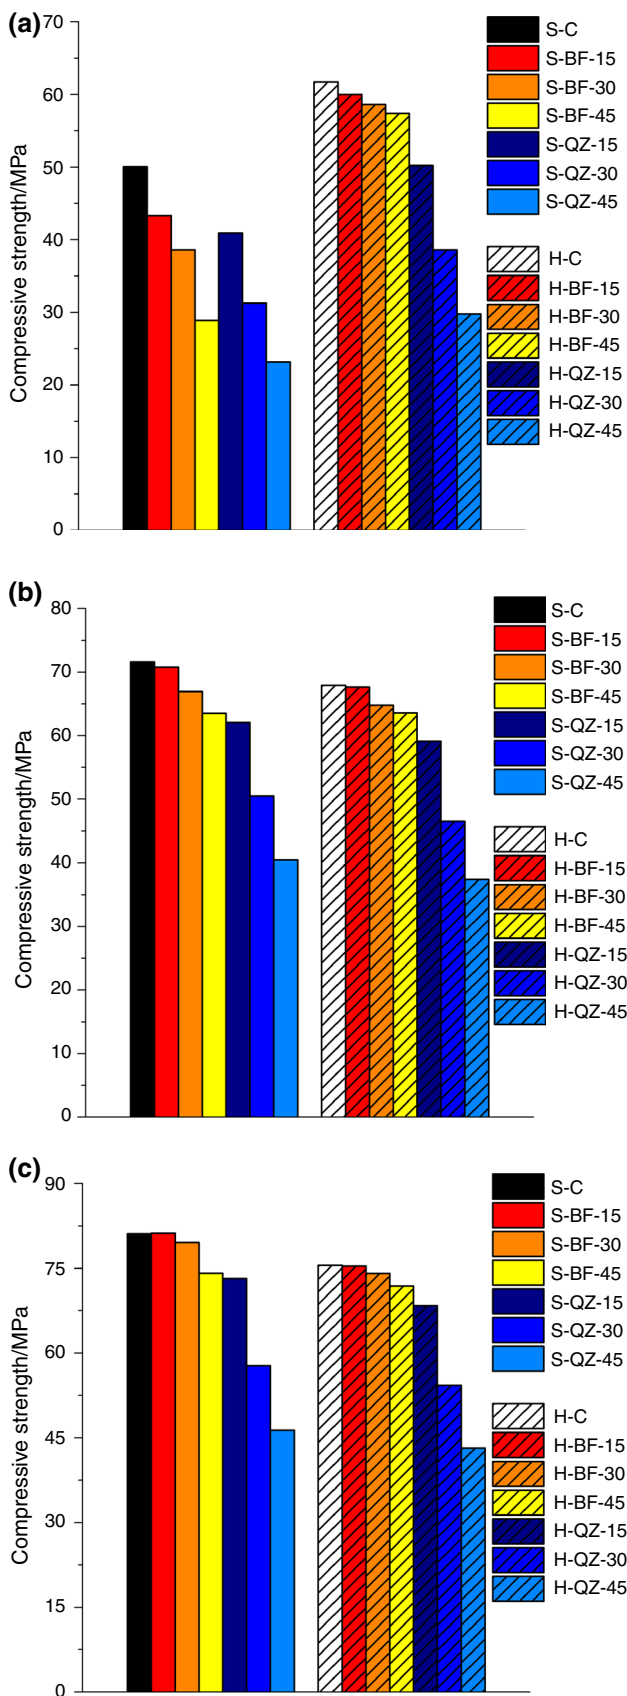 (a)
Compressive strength/MPa
70
60
50
40
30
20
10
0
S-C
S-BF-15
S-BF-30
S-BF-45
S-QZ-15
S-QZ-30
S-QZ-45
H-C
H-BF-15
H-BF-30
H-BF-45
H-QZ-15
H-QZ-30
H-QZ-45
(b)
Compressive strength/MPa
80
70
60
50
40
30
20
10
0
S-C
S-BF-15
S-BF-30
S-BF-45
S-QZ-15
S-QZ-30
S-QZ-45
H-C
H-BF-15
H-BF-30
H-BF-45
H-QZ-15
H-QZ-30
H-QZ-45
(c)
Compressive strength/MPa
90
75
60
45
30
15
0
S-C
S-BF-15
S-BF-30
S-BF-45
S-QZ-15
S-QZ-30
S-QZ-45
H-C
H-BF-15
H-BF-30
H-BF-45
H-QZ-15
H-QZ-30
H-QZ-45